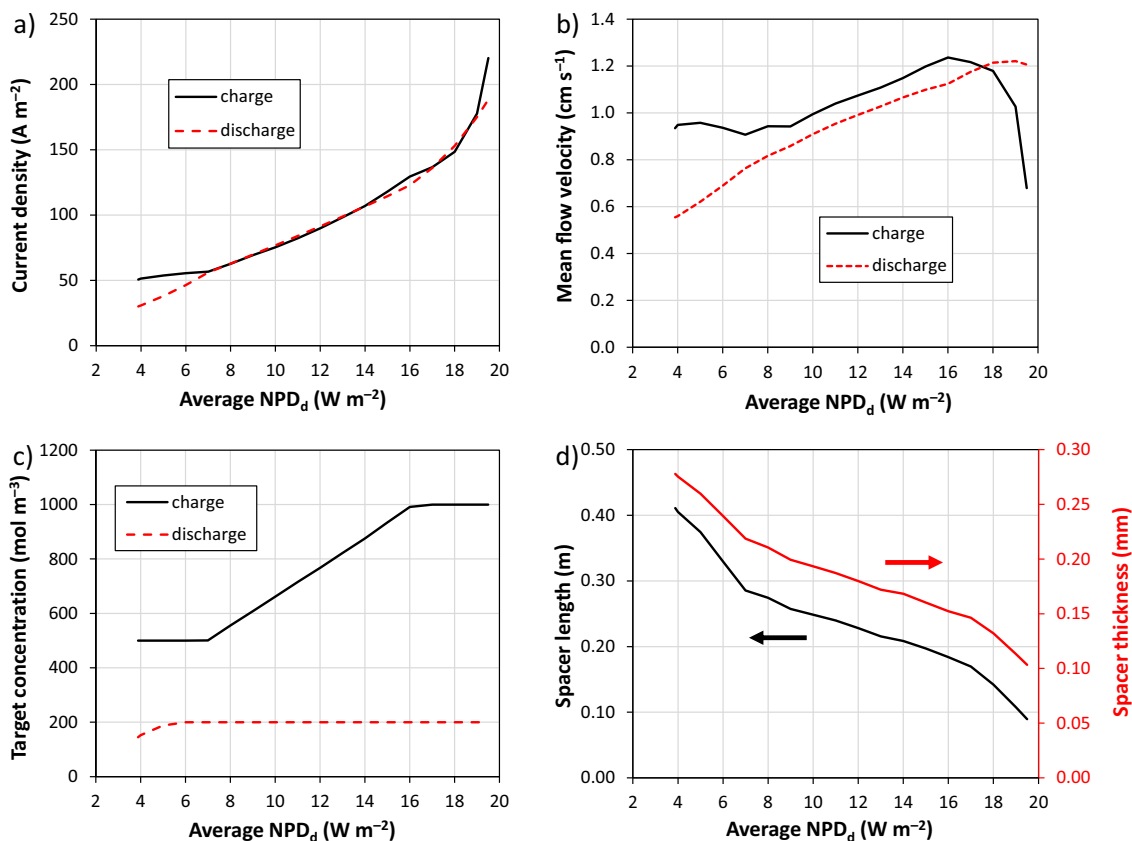 a)
Current density (A m⁻²)
250
200
150
100
50
0
charge
discharge
2 4 6 8 10 12 14 16 18 20
Average NPD_d (W m⁻²)
b)
Mean flow velocity (cm s⁻¹)
1.4
1.2
1.0
0.8
0.6
0.4
0.2
0.0
charge
discharge
2 4 6 8 10 12 14 16 18 20
Average NPD_d (W m⁻²)
c)
Target concentration (mol m⁻³)
1200
1000
800
600
400
200
0
charge
discharge
2 4 6 8 10 12 14 16 18 20
Average NPD_d (W m⁻²)
d)
Spacer length (m)
0.50
0.40
0.30
0.20
0.10
0.00
Spacer thickness (mm)
0.30
0.25
0.20
0.15
0.10
0.05
0.00
2 4 6 8 10 12 14 16 18 20
Average NPD_d (W m⁻²)